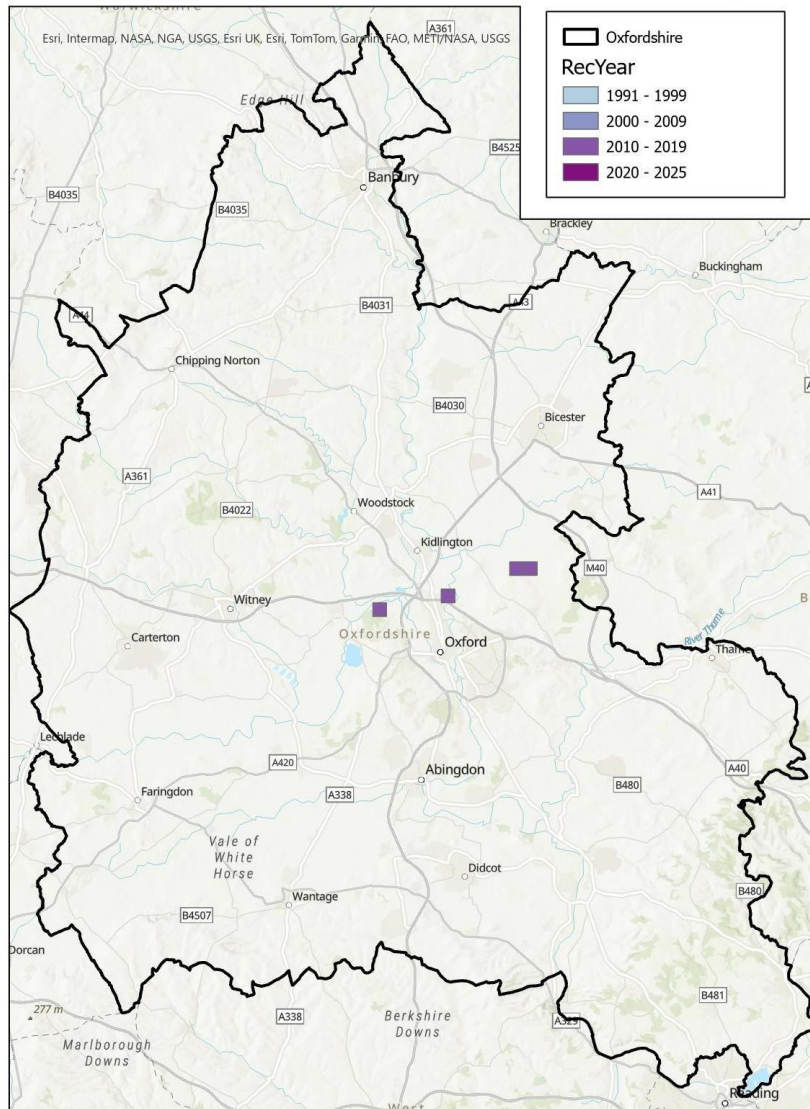 Warwickshire
A361
Esri, Intermap, NASA, NGA, USGS, Esri UK, Esri, TomTom, Garmin, FAO, METI/NASA, USGS
Oxfordshire
RecYear
1991 - 1999
2000 - 2009
2010 - 2019
2020 - 2025
Edge Hill
B4525
Banbury
B4035
B4035
Brackley
Buckingham
A44
B4031
A43
Chipping Norton
B4030
Bicester
A361
A41
B4022
Woodstock
Kidlington
M40
Witney
Oxfordshire
Oxford
River Thame
Thame
Carterton
Lechlade
A420
Abingdon
A40
B480
Faringdon
A338
Vale of
White
Horse
Didcot
B480
Wantage
B4507
Dorcan
B481
277 m
A338
Berkshire
Downs
A329
Marlborough
Downs
Reading
West